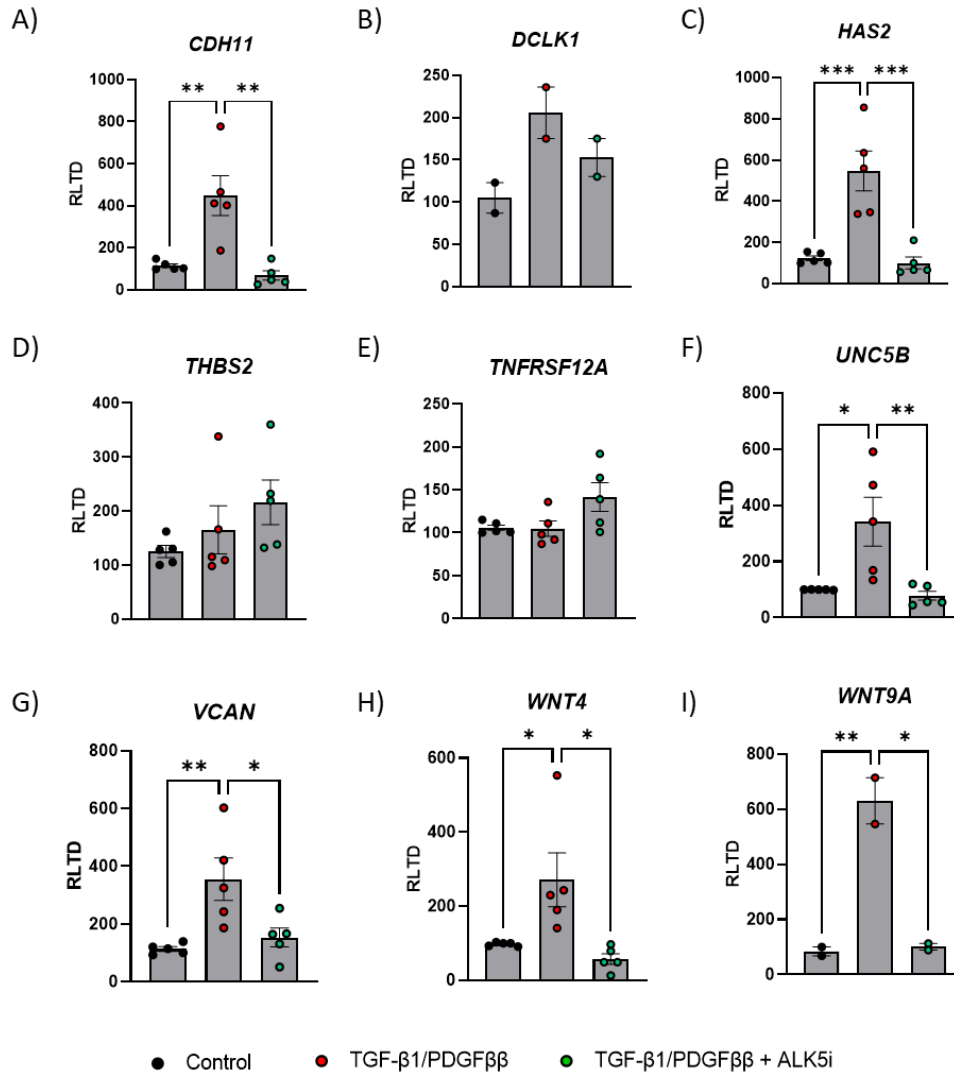 A)
CDH11
1000
800
600
400
200
0
RLTD
** **
B)
DCLK1
250
200
150
100
50
0
RLTD
C)
HAS2
1000
800
600
400
200
0
RLTD
*** ***
D)
THBS2
400
300
200
100
0
RLTD
E)
TNFRSF12A
250
200
150
100
50
0
RLTD
F)
UNC5B
800
600
400
200
0
RLTD
* **
G)
VCAN
800
600
400
200
0
RLTD
** *
H)
WNT4
600
400
200
0
RLTD
* *
I)
WNT9A
800
600
400
200
0
RLTD
** *
Control TGF-β1/PDGFββ TGF-β1/PDGFββ + ALK5i